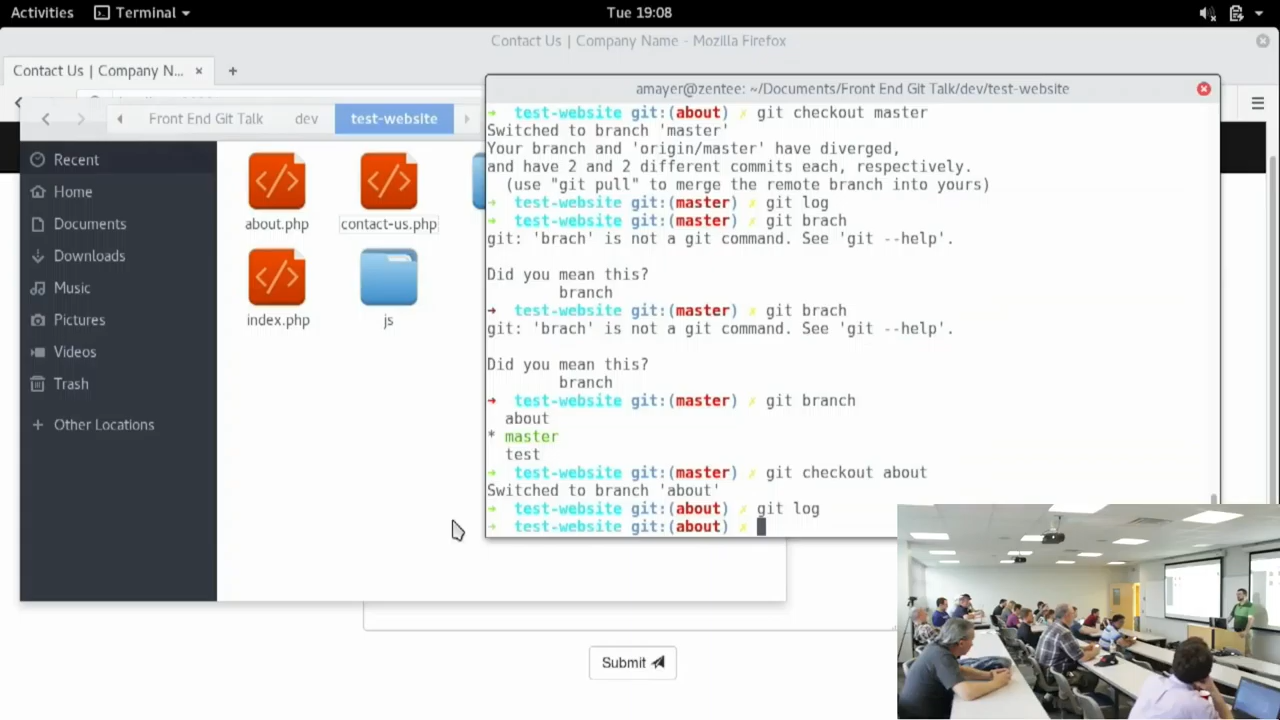 Activities
Terminal
Tue 19:08
Contact Us | Company Name - Mozilla Firefox
Contact Us | Company N...
amayer@zentee: ~/Documents/Front End Git Talk/dev/test-website
Front End Git Talk
dev
test-website
Recent
Home
Documents
Downloads
Music
Pictures
Videos
Trash
+ Other Locations
about.php
contact-us.php
index.php
js
➜ test-website git:(about) ✗ git checkout master
Switched to branch 'master'
Your branch and 'origin/master' have diverged,
and have 2 and 2 different commits each, respectively.
(use "git pull" to merge the remote branch into yours)
➜ test-website git:(master) ✗ git log
➜ test-website git:(master) ✗ git brach
git: 'brach' is not a git command. See 'git --help'.
Did you mean this?
branch
➜ test-website git:(master) ✗ git brach
git: 'brach' is not a git command. See 'git --help'.
Did you mean this?
branch
➜ test-website git:(master) ✗ git branch
about
* master
test
➜ test-website git:(master) ✗ git checkout about
Switched to branch 'about'
➜ test-website git:(about) ✗ git log
➜ test-website git:(about) ✗
Submit